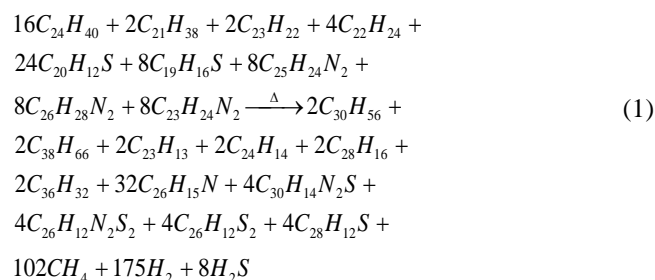 16C₂₄H₄₀ + 2C₂₁H₃₈ + 2C₂₃H₂₂ + 4C₂₂H₂₄ +
24C₂₀H₁₂S + 8C₁₉H₁₆S + 8C₂₅H₂₄N₂ +
8C₂₆H₂₈N₂ + 8C₂₃H₂₄N₂ —Δ→ 2C₃₀H₅₆ + (1)
2C₃₈H₆₆ + 2C₂₃H₁₃ + 2C₂₄H₁₄ + 2C₂₈H₁₆ +
2C₃₆H₃₂ + 32C₂₆H₁₅N + 4C₃₀H₁₄N₂S +
4C₂₆H₁₂N₂S₂ + 4C₂₆H₁₂S₂ + 4C₂₈H₁₂S +
102CH₄ + 175H₂ + 8H₂S